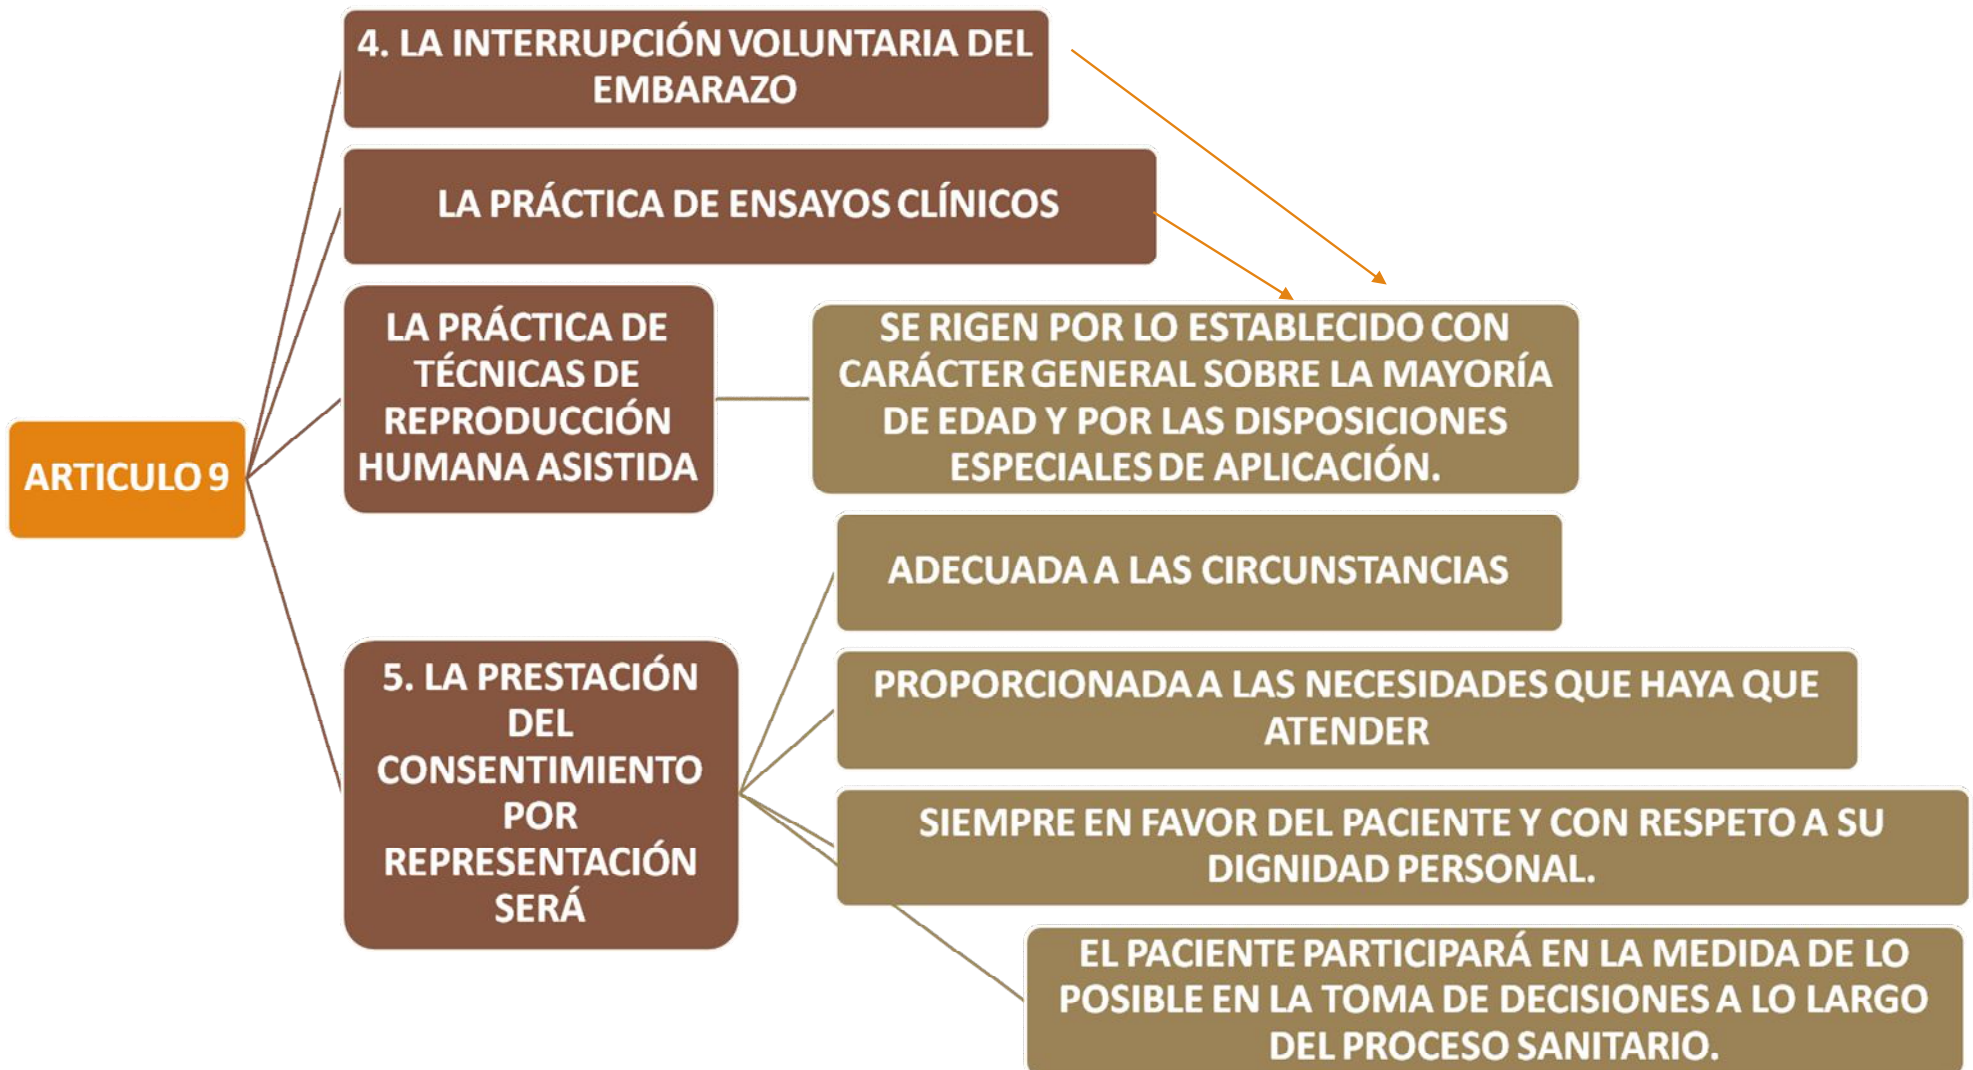 4. LA INTERRUPCIÓN VOLUNTARIA DEL
EMBARAZO
LA PRÁCTICA DE ENSAYOS CLÍNICOS
LA PRÁCTICA DE
TÉCNICAS DE
REPRODUCCIÓN
HUMANA ASISTIDA
SE RIGEN POR LO ESTABLECIDO CON
CARÁCTER GENERAL SOBRE LA MAYORÍA
DE EDAD Y POR LAS DISPOSICIONES
ESPECIALES DE APLICACIÓN.
ARTICULO 9
5. LA PRESTACIÓN
DEL
CONSENTIMIENTO
POR
REPRESENTACIÓN
SERÁ
ADECUADA A LAS CIRCUNSTANCIAS
PROPORCIONADA A LAS NECESIDADES QUE HAYA QUE
ATENDER
SIEMPRE EN FAVOR DEL PACIENTE Y CON RESPETO A SU
DIGNIDAD PERSONAL.
EL PACIENTE PARTICIPARÁ EN LA MEDIDA DE LO
POSIBLE EN LA TOMA DE DECISIONES A LO LARGO
DEL PROCESO SANITARIO.